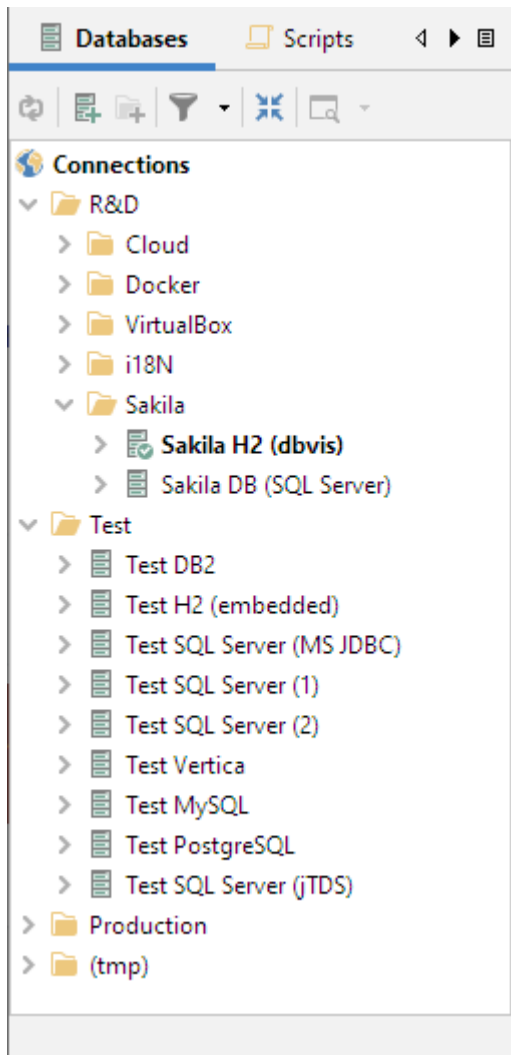 Databases Scripts
Connections
R&D
Cloud
Docker
VirtualBox
i18N
Sakila
Sakila H2 (dbvis)
Sakila DB (SQL Server)
Test
Test DB2
Test H2 (embedded)
Test SQL Server (MS JDBC)
Test SQL Server (1)
Test SQL Server (2)
Test Vertica
Test MySQL
Test PostgreSQL
Test SQL Server (jTDS)
Production
(tmp)